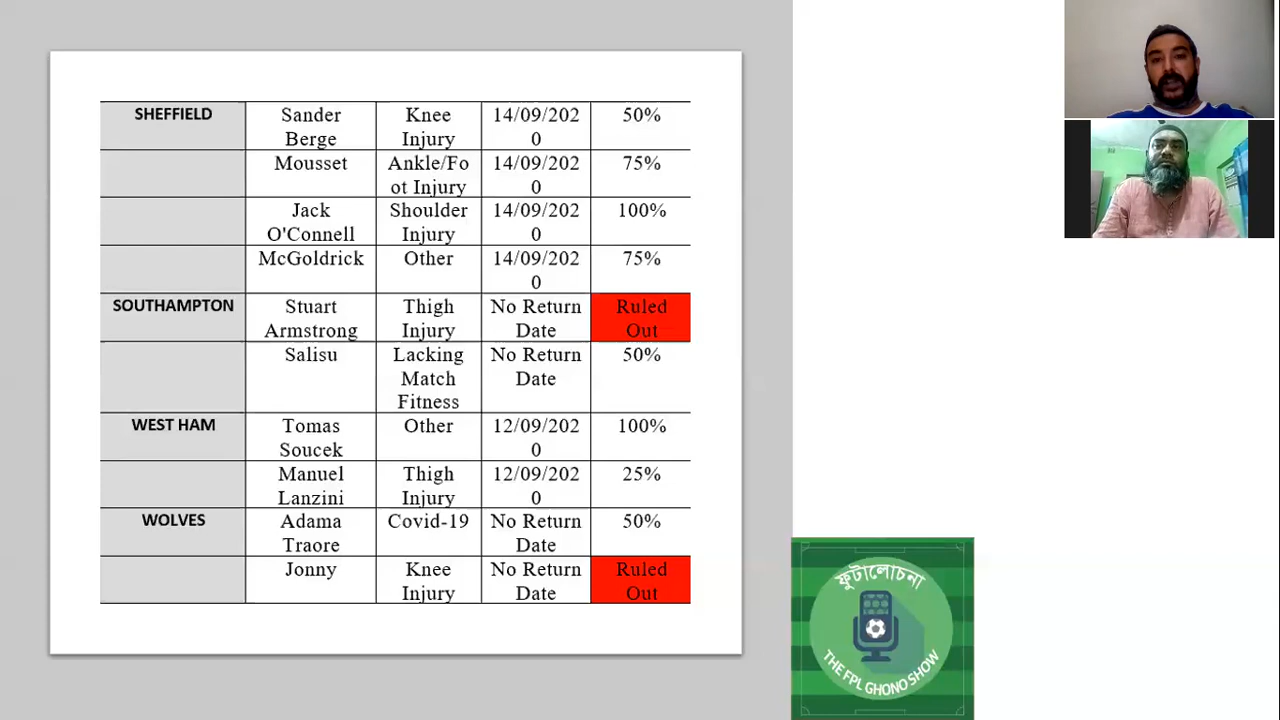 SHEFFIELD Sander Knee 14/09/202 50%
Berge Injury 0
Mousset Ankle/Fo 14/09/202 75%
ot Injury 0
Jack Shoulder 14/09/202 100%
O'Connell Injury 0
McGoldrick Other 14/09/202 75%
0
SOUTHAMPTON Stuart Thigh No Return Ruled
Armstrong Injury Date Out
Salisu Lacking No Return 50%
Match Date
Fitness
WEST HAM Tomas Other 12/09/202 100%
Soucek 0
Manuel Thigh 12/09/202 25%
Lanzini Injury 0
WOLVES Adama Covid-19 No Return 50%
Traore Date
Jonny Knee No Return Ruled
Injury Date Out
ফুটালোচনা
THE FPL GHONO SHOW